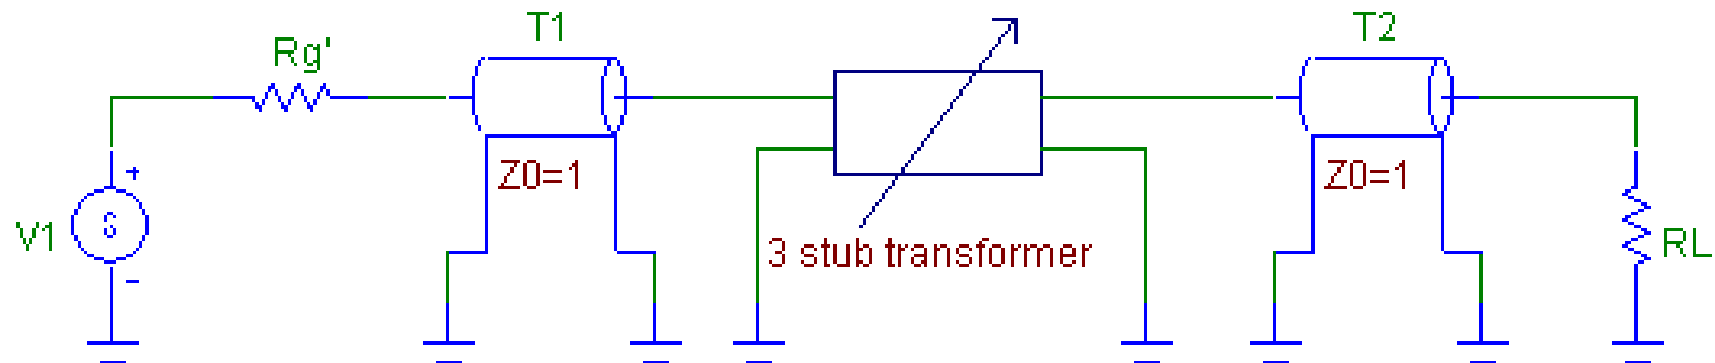 T1
T2
Rg'
Z0=1
Z0=1
V1
+
-
3 stub transformer
RL